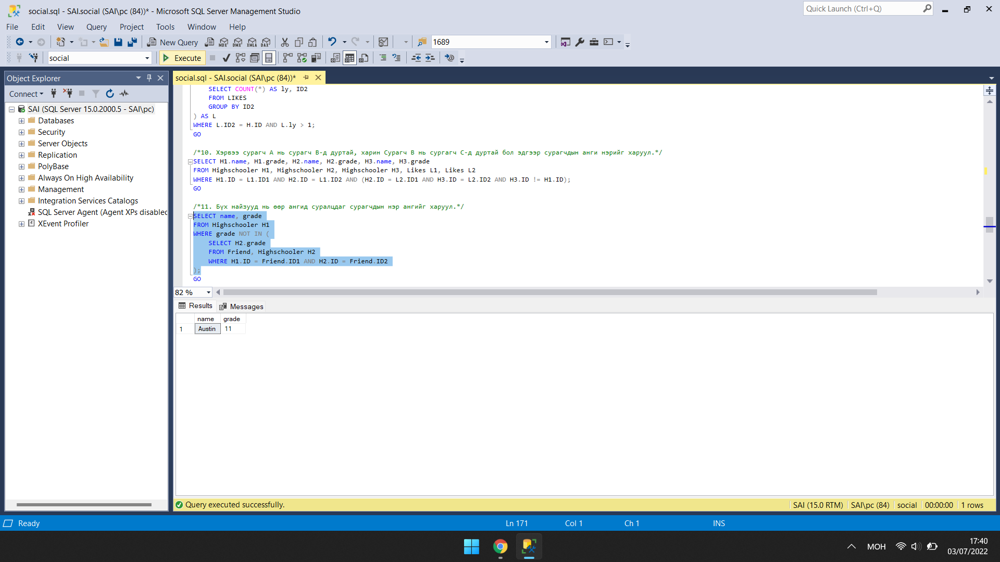 social.sql - SAI.social (SAI\pc (84))* - Microsoft SQL Server Management Studio
Quick Launch (Ctrl+Q)
File Edit View Query Project Tools Window Help
New Query MDX DMX XMLA DAX 1689
social Execute
Object Explorer
social.sql - SAI.social (SAI\pc (84))*
Connect
SAI (SQL Server 15.0.2000.5 - SAI\pc)
Databases
Security
Server Objects
Replication
PolyBase
Always On High Availability
Management
Integration Services Catalogs
SQL Server Agent (Agent XPs disabled
XEvent Profiler
SELECT COUNT(*) AS ly, ID2
FROM LIKES
GROUP BY ID2
) AS L
WHERE L.ID2 = H.ID AND L.ly > 1;
GO
/*10. Хэрвээ сурагч А нь сурагч В-д дуртай, харин Сурагч В нь сургагч С-д дуртай бол эдгээр сурагчдын анги нэрийг харуул.*/
SELECT H1.name, H1.grade, H2.name, H2.grade, H3.name, H3.grade
FROM Highschooler H1, Highschooler H2, Highschooler H3, Likes L1, Likes L2
WHERE H1.ID = L1.ID1 AND H2.ID = L1.ID2 AND (H2.ID = L2.ID1 AND H3.ID = L2.ID2 AND H3.ID != H1.ID);
GO
/*11. Бүх найзууд нь өөр ангид суралцдаг сурагчдын нэр ангийг харуул.*/
SELECT name, grade
FROM Highschooler H1
WHERE grade NOT IN (
SELECT H2.grade
FROM Friend, Highschooler H2
WHERE H1.ID = Friend.ID1 AND H2.ID = Friend.ID2
);
GO
82 %
Results Messages
name grade
1 Austin 11
Query executed successfully.
SAI (15.0 RTM) SAI\pc (84) social 00:00:00 1 rows
Ready Ln 171 Col 1 Ch 1 INS
МОН
17:40
03/07/2022